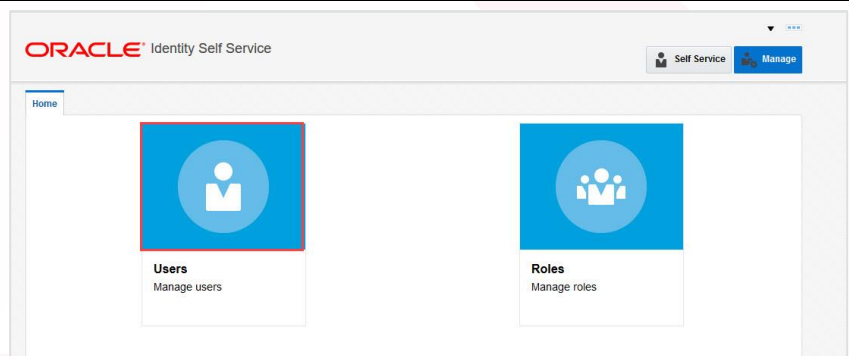 ORACLE® Identity Self Service
Self Service Manage
Home
Users Roles
Manage users Manage roles